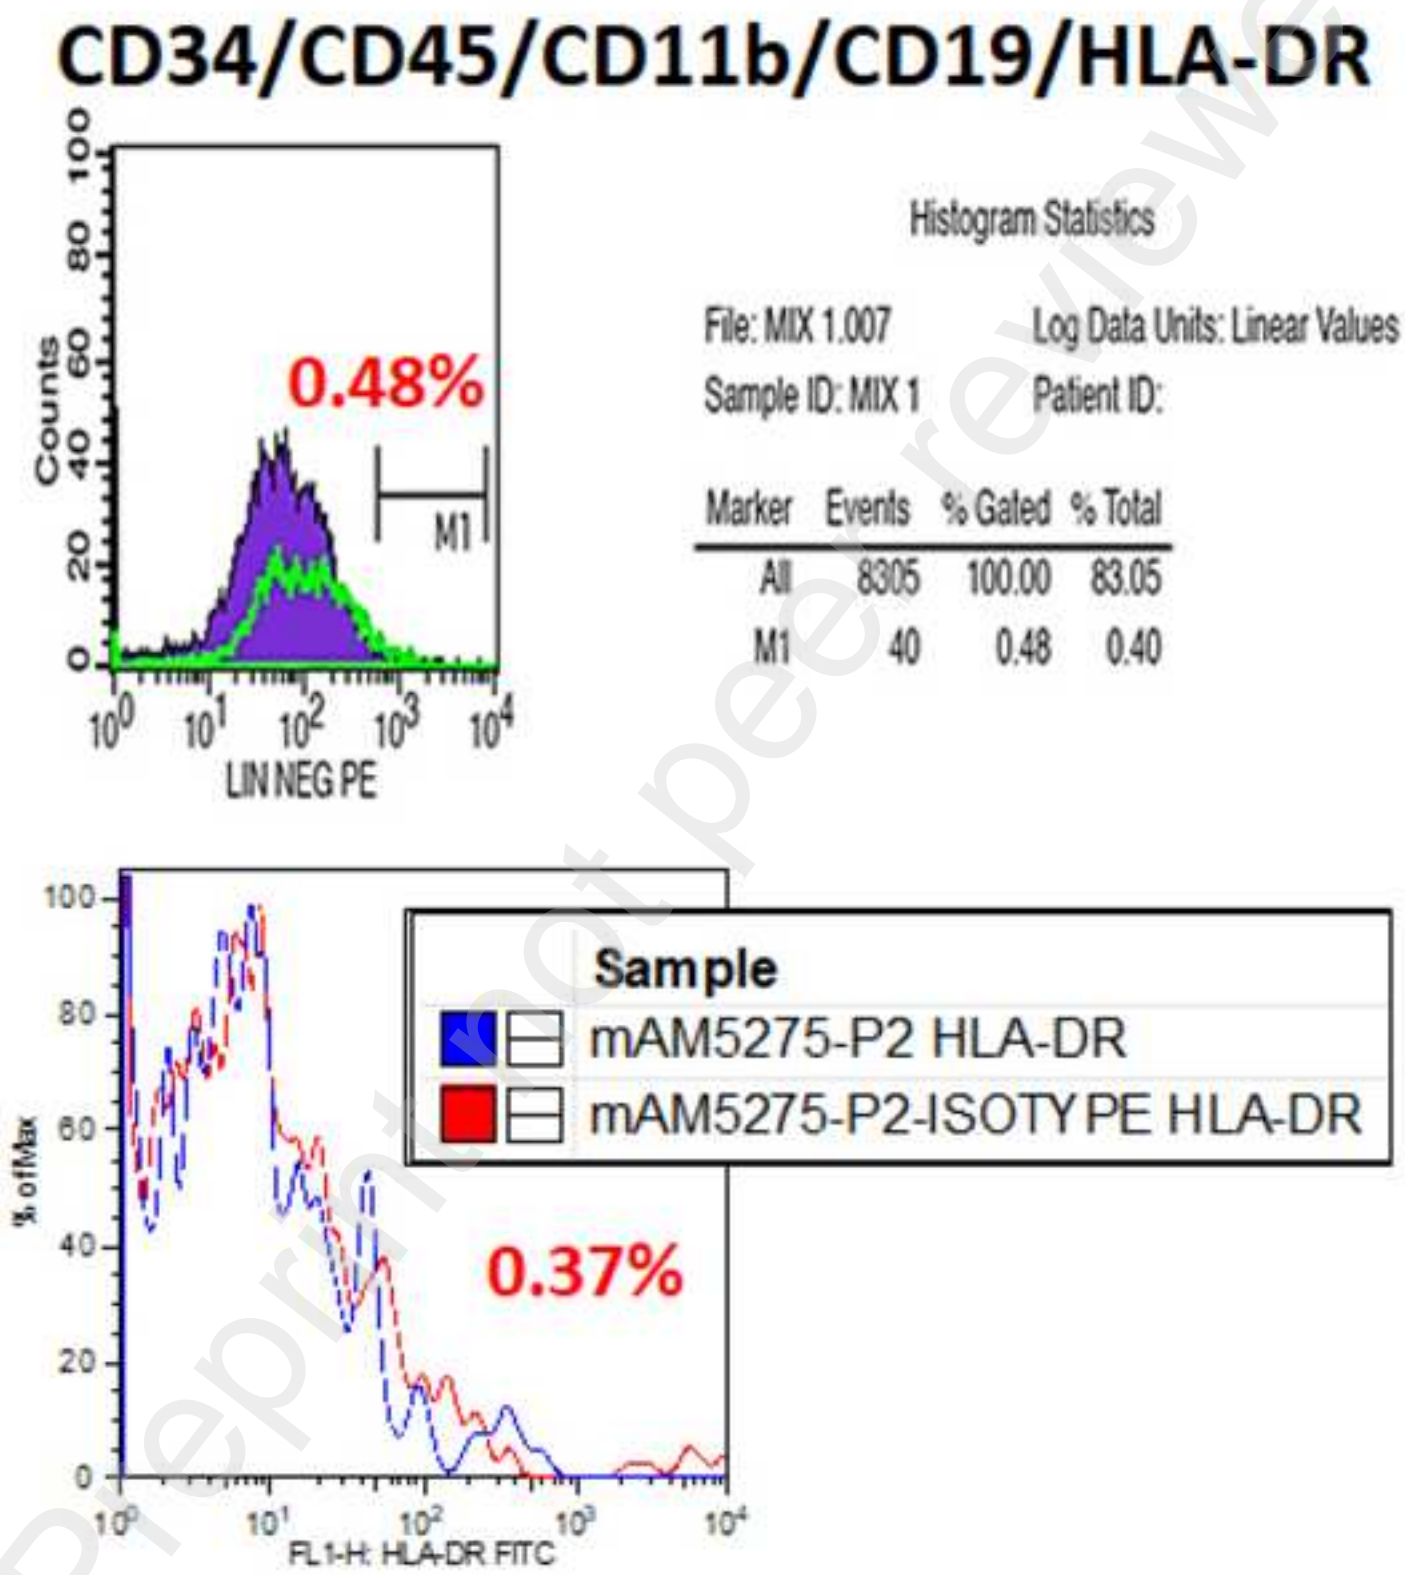 CD34/CD45/CD11b/CD19/HLA-DR
100
80
60
40
20
0
Counts
0.48%
M1
10^0 10^1 10^2 10^3 10^4
LIN NEG PE
Histogram Statistics
File: MIX 1.007 Log Data Units: Linear Values
Sample ID: MIX 1 Patient ID:
Marker Events % Gated % Total
All 8305 100.00 83.05
M1 40 0.48 0.40
100
80
60
40
20
0
% of Max
Sample
mAM5275-P2 HLA-DR
mAM5275-P2-ISOTYPE HLA-DR
0.37%
10^0 10^1 10^2 10^3 10^4
FL1-H: HLA-DR FITC
Preprint not peer reviewe